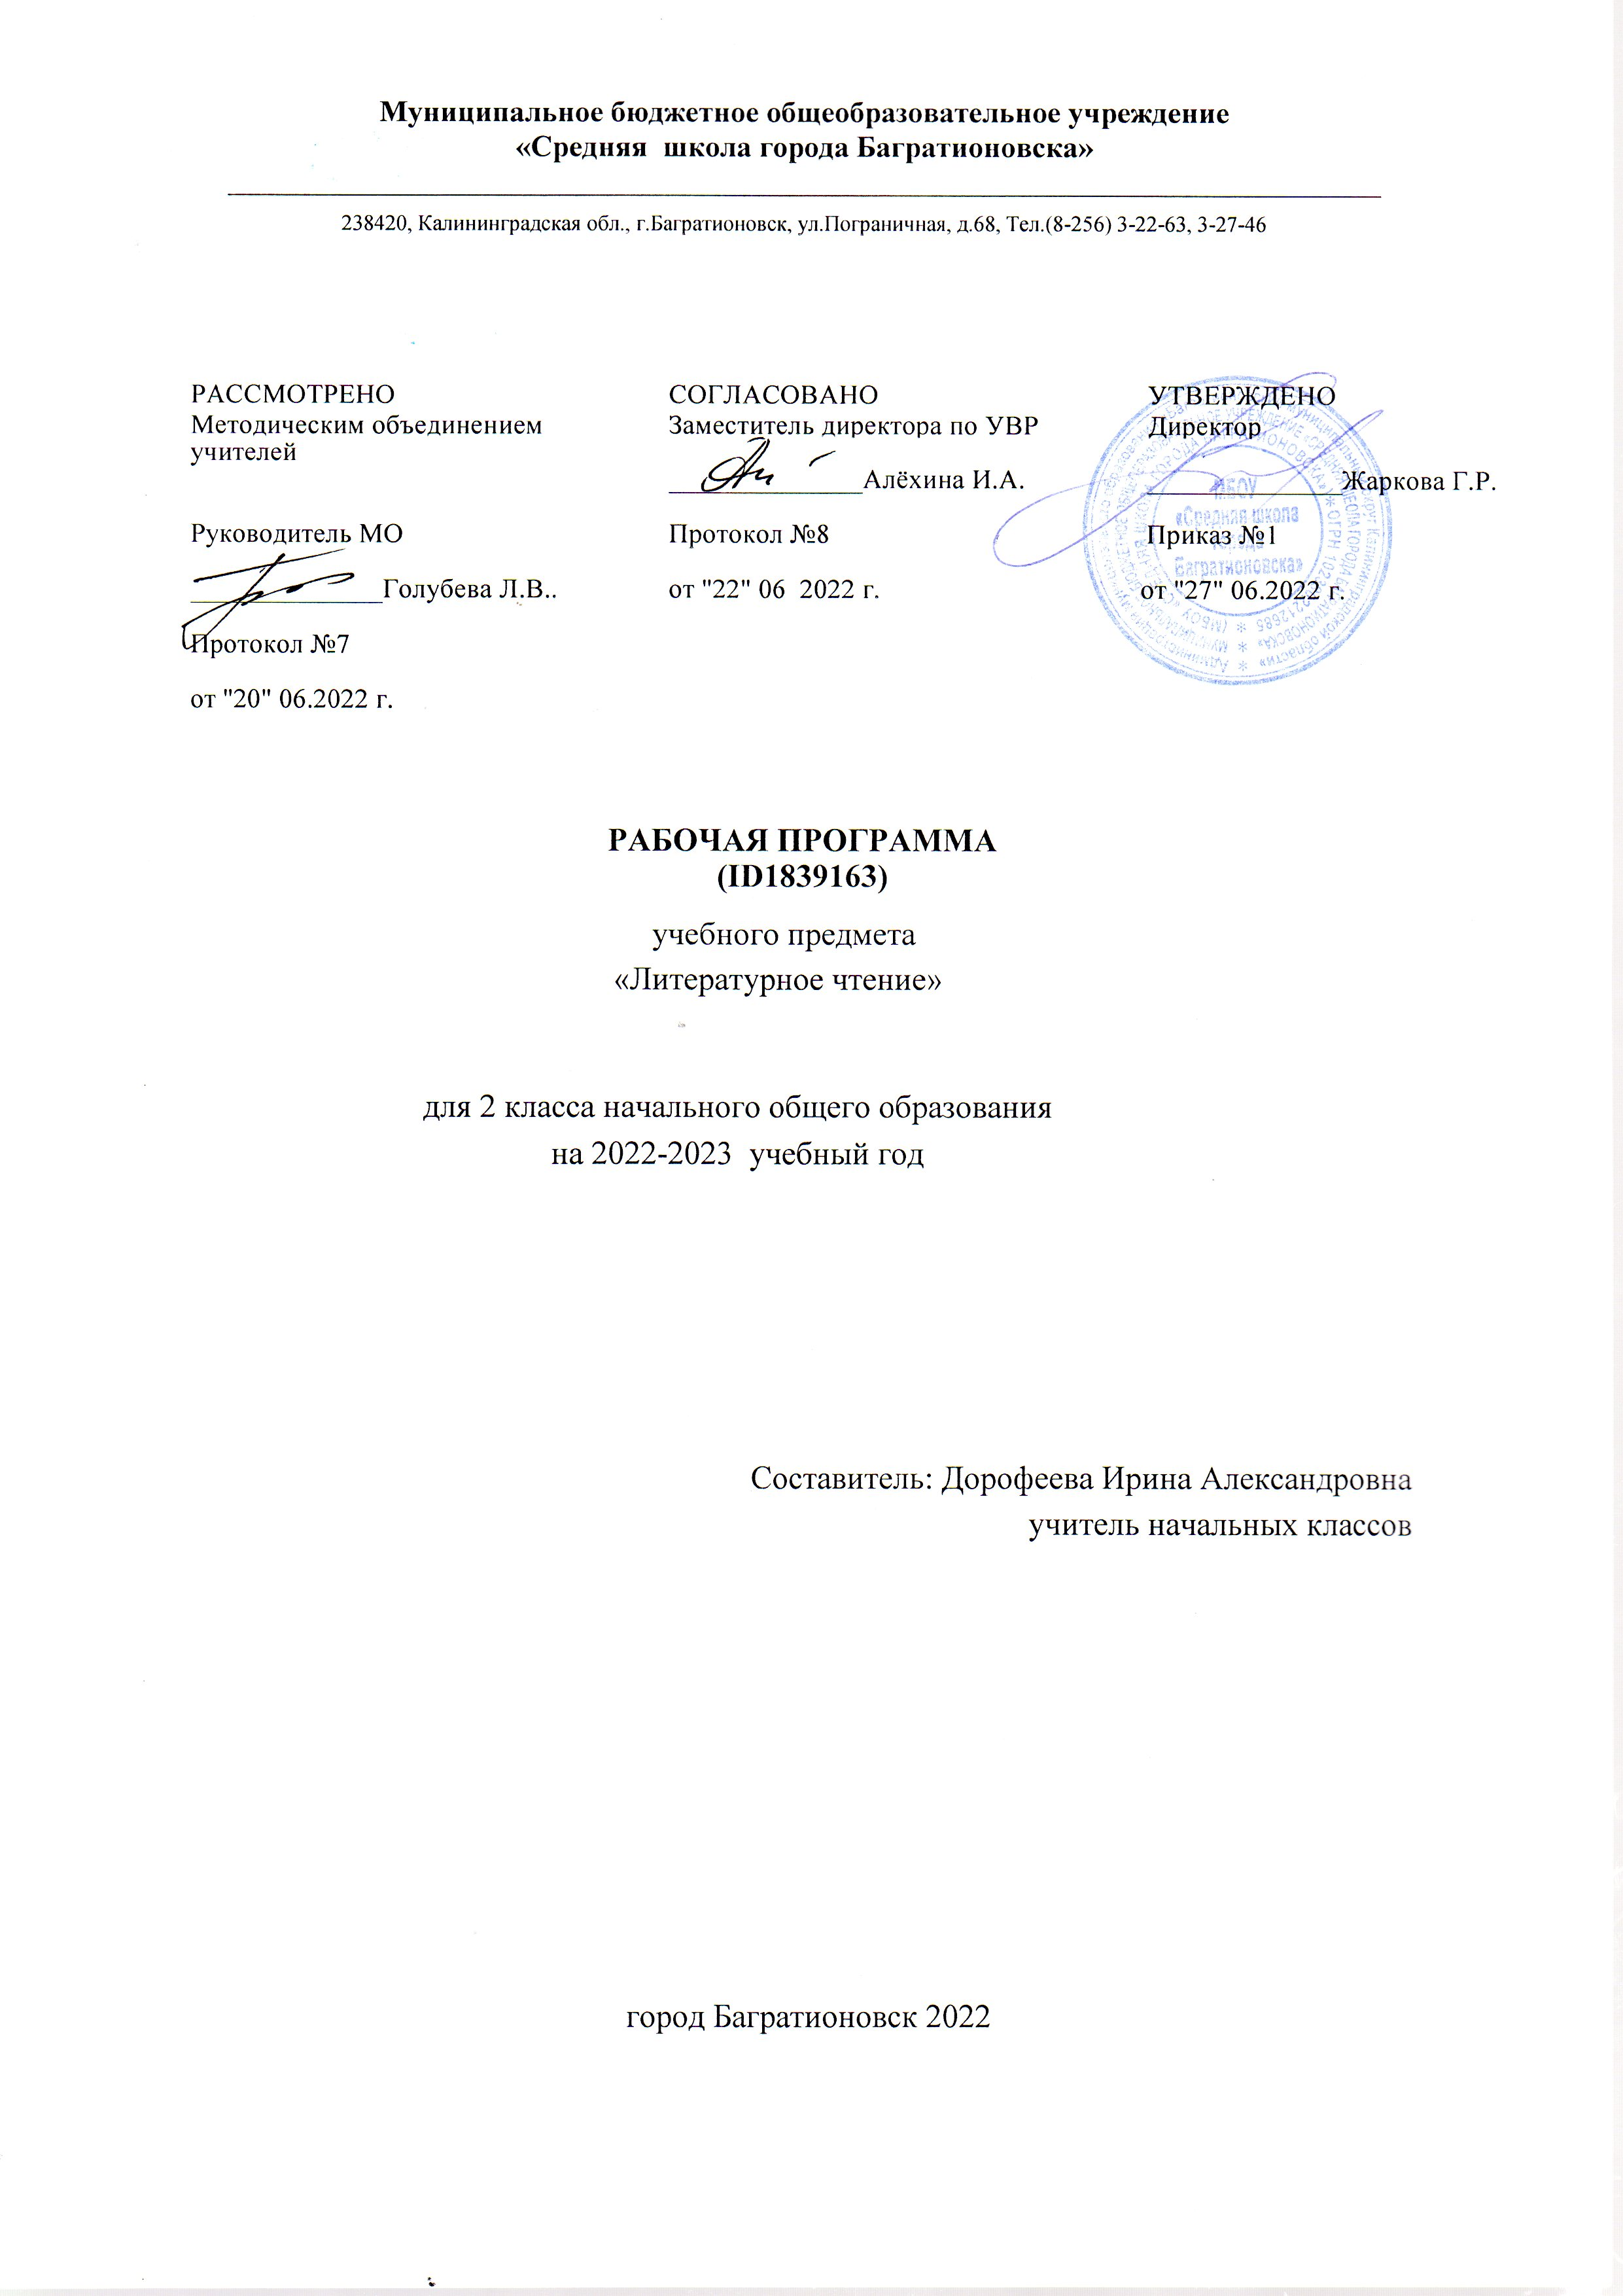 Муниципальное бюджетное общеобразовательное учреждение
«Средняя школа города Багратионовска»
238420, Калининградская обл., г.Багратионовск, ул.Пограничная, д.68, Тел.(8-256) 3-22-63, 3-27-46
РАССМОТРЕНО
Методическим объединением
учителей
Руководитель МО
Голубева Л.В..
Протокол №7
от "20" 06.2022 г.
СОГЛАСОВАНО
Заместитель директора по УВР
Алёхина И.А.
Протокол №8
от "22" 06 2022 г.
УТВЕРЖДЕНО
Директор
Жаркова Г.Р.
Приказ №1
от "27" 06.2022 г.
МБОУ
«Средняя школа
города
Багратионовска»
РАБОЧАЯ ПРОГРАММА
(ID1839163)
учебного предмета
«Литературное чтение»
для 2 класса начального общего образования
на 2022-2023 учебный год
Составитель: Дорофеева Ирина Александровна
учитель начальных классов
город Багратионовск 2022